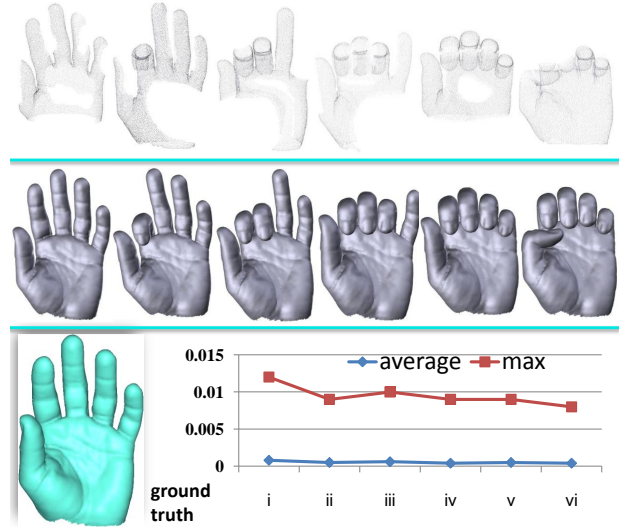 0.015
average max
0.01
0.005
0
ground
truth
i ii iii iv v vi